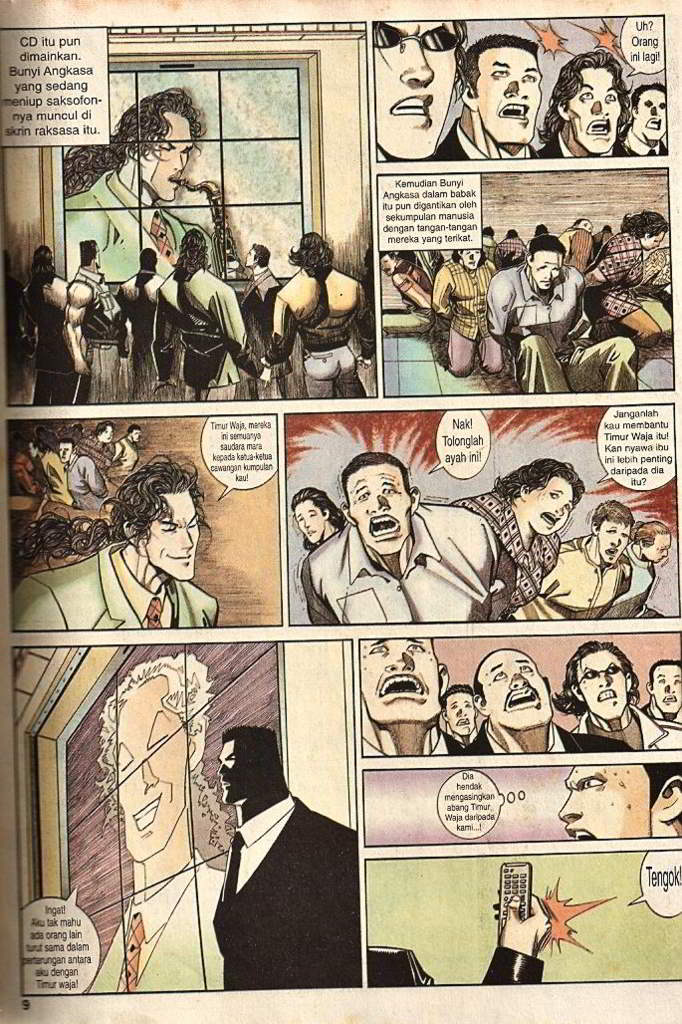 CD itu pun
dimainkan.
Bunyi Angkasa
yang sedang
meniup saksofon-
nya muncul di
skrin raksasa itu.
Uh?
Orang
ini lagi!
Kemudian Bunyi
Angkasa dalam babak
itu pun digantikan oleh
sekumpulan manusia
dengan tangan-tangan
mereka yang terikat.
Timur Waja, mereka
ini semuanya
saudara mara
kepada ketua-ketua
cawangan kumpulan
kau!
Nak!
Tolonglah
ayah ini!
Janganlah
kau membantu
Timur Waja itu!
Kan nyawa ibu
ini lebih penting
daripada dia
itu?
Ingat!
Aku tak mahu
ada orang lain
turut sama dalam
pertarungan antara
aku dengan
Timur waja!
Dia
hendak
mengasingkan
abang Timur
Waja daripada
kami...!
Tengok!
9